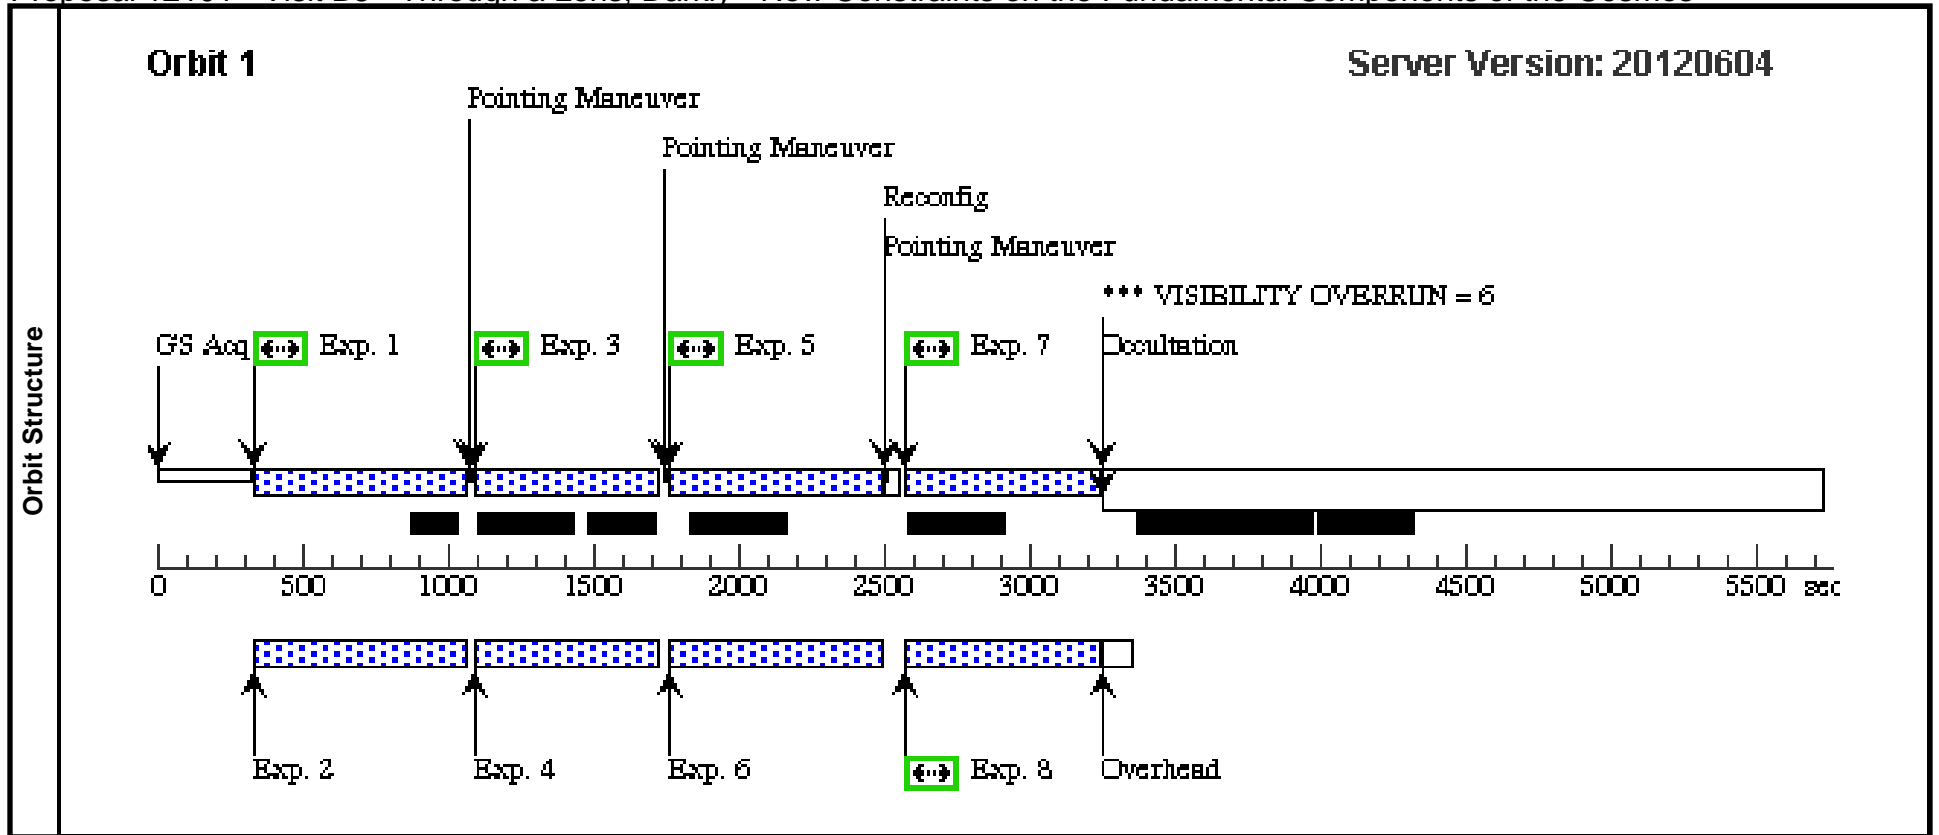 Orbit 1
Server Version: 20120604
Pointing Maneuver
Pointing Maneuver
Reconfig
Pointing Maneuver
*** VISIBILITY OVERRUN = 6
GS Acq
Exp. 1
Exp. 3
Exp. 5
Exp. 7
Occultation
Orbit Structure
0 500 1000 1500 2000 2500 3000 3500 4000 4500 5000 5500 sec
Exp. 2
Exp. 4
Exp. 6
Exp. 8
Overhead